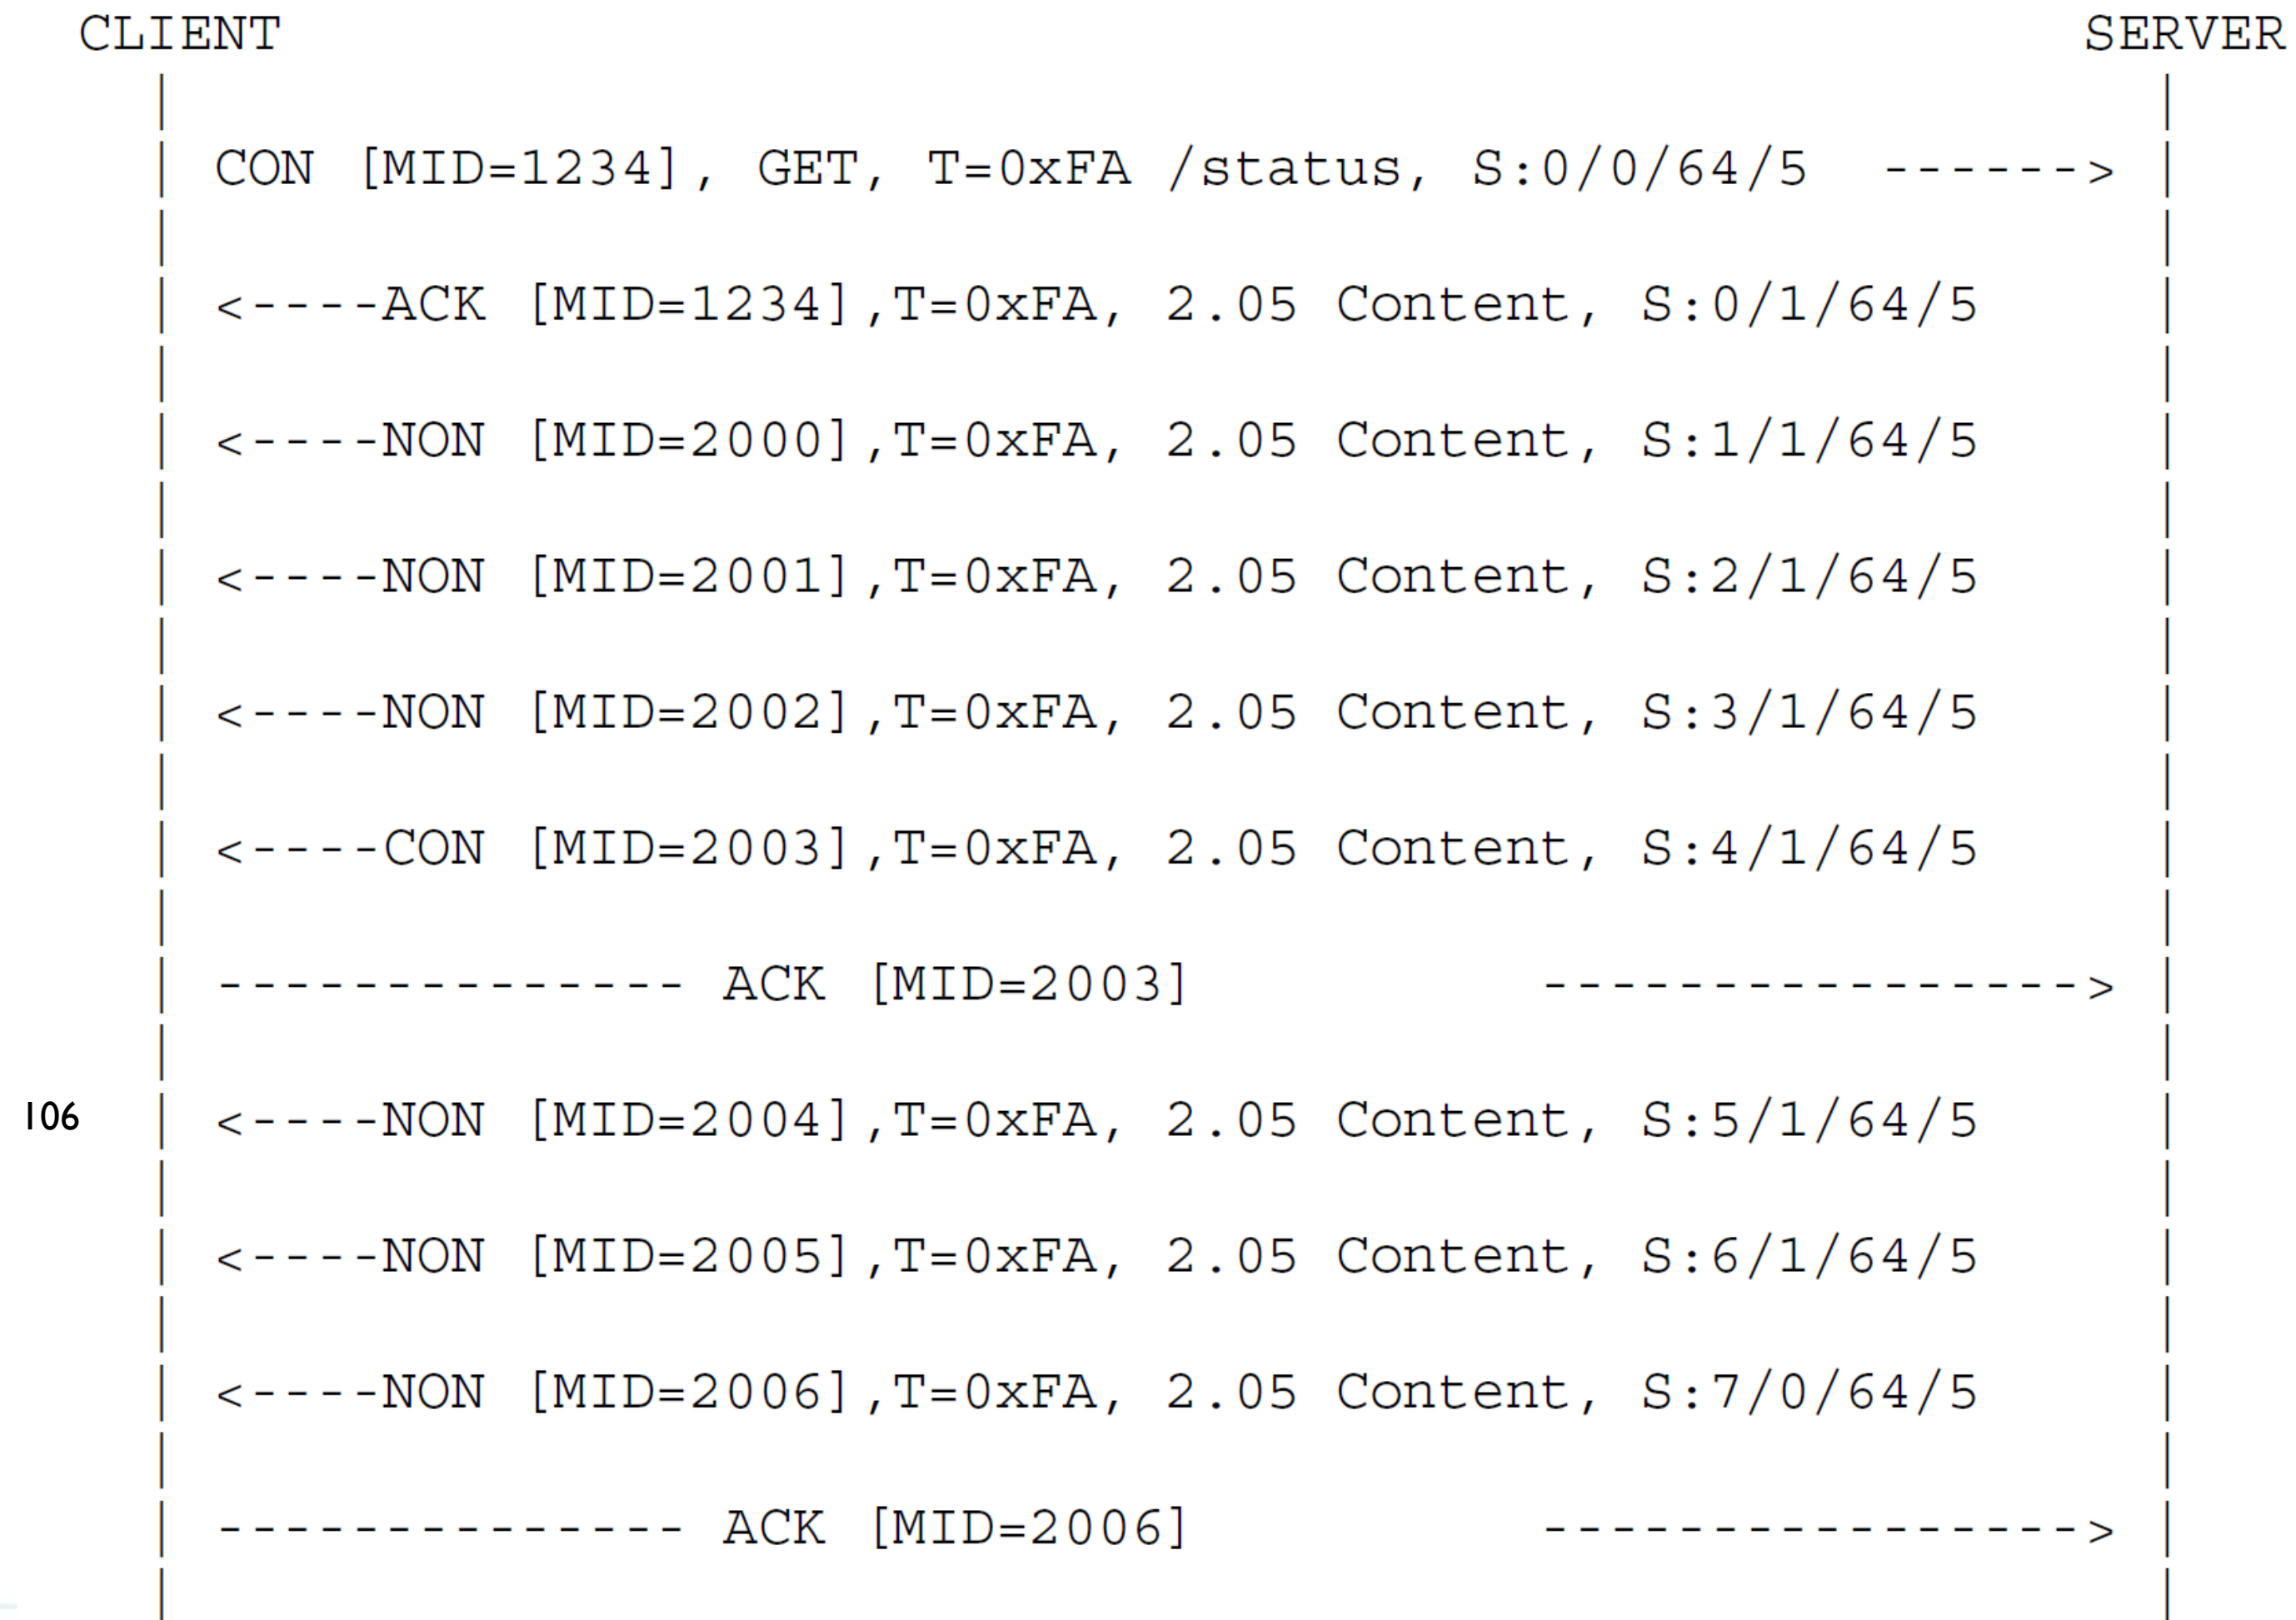 CLIENT SERVER
CON [MID=1234], GET, T=0xFA /status, S:0/0/64/5 ------>
<----ACK [MID=1234],T=0xFA, 2.05 Content, S:0/1/64/5
<----NON [MID=2000],T=0xFA, 2.05 Content, S:1/1/64/5
<----NON [MID=2001],T=0xFA, 2.05 Content, S:2/1/64/5
<----NON [MID=2002],T=0xFA, 2.05 Content, S:3/1/64/5
<----CON [MID=2003],T=0xFA, 2.05 Content, S:4/1/64/5
-------------- ACK [MID=2003] ---------------->
106 <----NON [MID=2004],T=0xFA, 2.05 Content, S:5/1/64/5
<----NON [MID=2005],T=0xFA, 2.05 Content, S:6/1/64/5
<----NON [MID=2006],T=0xFA, 2.05 Content, S:7/0/64/5
-------------- ACK [MID=2006] ---------------->